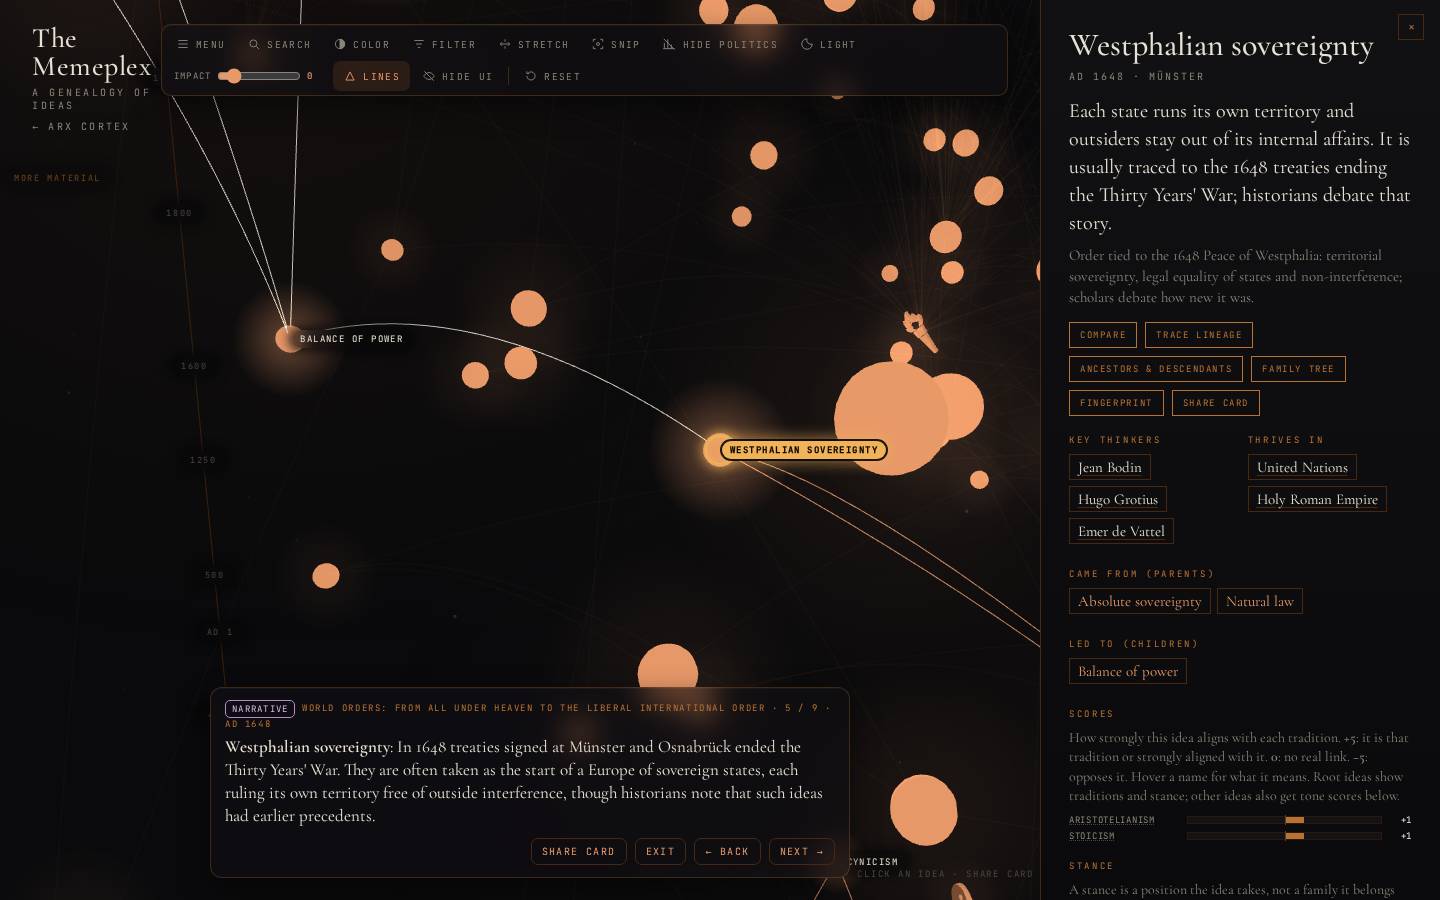 The
Memeplex
A GENEALOGY OF
IDEAS
← ARX CORTEX
MENU
SEARCH
COLOR
FILTER
STRETCH
SNIP
HIDE POLITICS
LIGHT
IMPACT
0
LINES
HIDE UI
RESET
MORE MATERIAL
1800
1600
1250
500
AD 1
BALANCE OF POWER
WESTPHALIAN SOVEREIGNTY
CYNICISM
CLICK AN IDEA · SHARE CARD
NARRATIVE WORLD ORDERS: FROM ALL UNDER HEAVEN TO THE LIBERAL INTERNATIONAL ORDER · 5 / 9 ·
AD 1648
Westphalian sovereignty: In 1648 treaties signed at Münster and Osnabrück ended the
Thirty Years' War. They are often taken as the start of a Europe of sovereign states, each
ruling its own territory free of outside interference, though historians note that such ideas
had earlier precedents.
SHARE CARD
EXIT
← BACK
NEXT →
×
Westphalian sovereignty
AD 1648 · MÜNSTER
Each state runs its own territory and
outsiders stay out of its internal affairs. It is
usually traced to the 1648 treaties ending
the Thirty Years' War; historians debate that
story.
Order tied to the 1648 Peace of Westphalia: territorial
sovereignty, legal equality of states and non-interference;
scholars debate how new it was.
COMPARE
TRACE LINEAGE
ANCESTORS & DESCENDANTS
FAMILY TREE
FINGERPRINT
SHARE CARD
KEY THINKERS
Jean Bodin
Hugo Grotius
Emer de Vattel
THRIVES IN
United Nations
Holy Roman Empire
CAME FROM (PARENTS)
Absolute sovereignty
Natural law
LED TO (CHILDREN)
Balance of power
SCORES
How strongly this idea aligns with each tradition. +5: it is that
tradition or strongly aligned with it. 0: no real link. −5:
opposes it. Hover a name for what it means. Root ideas show
traditions and stance; other ideas also get tone scores below.
ARISTOTELIANISM +1
STOICISM +1
STANCE
A stance is a position the idea takes, not a family it belongs